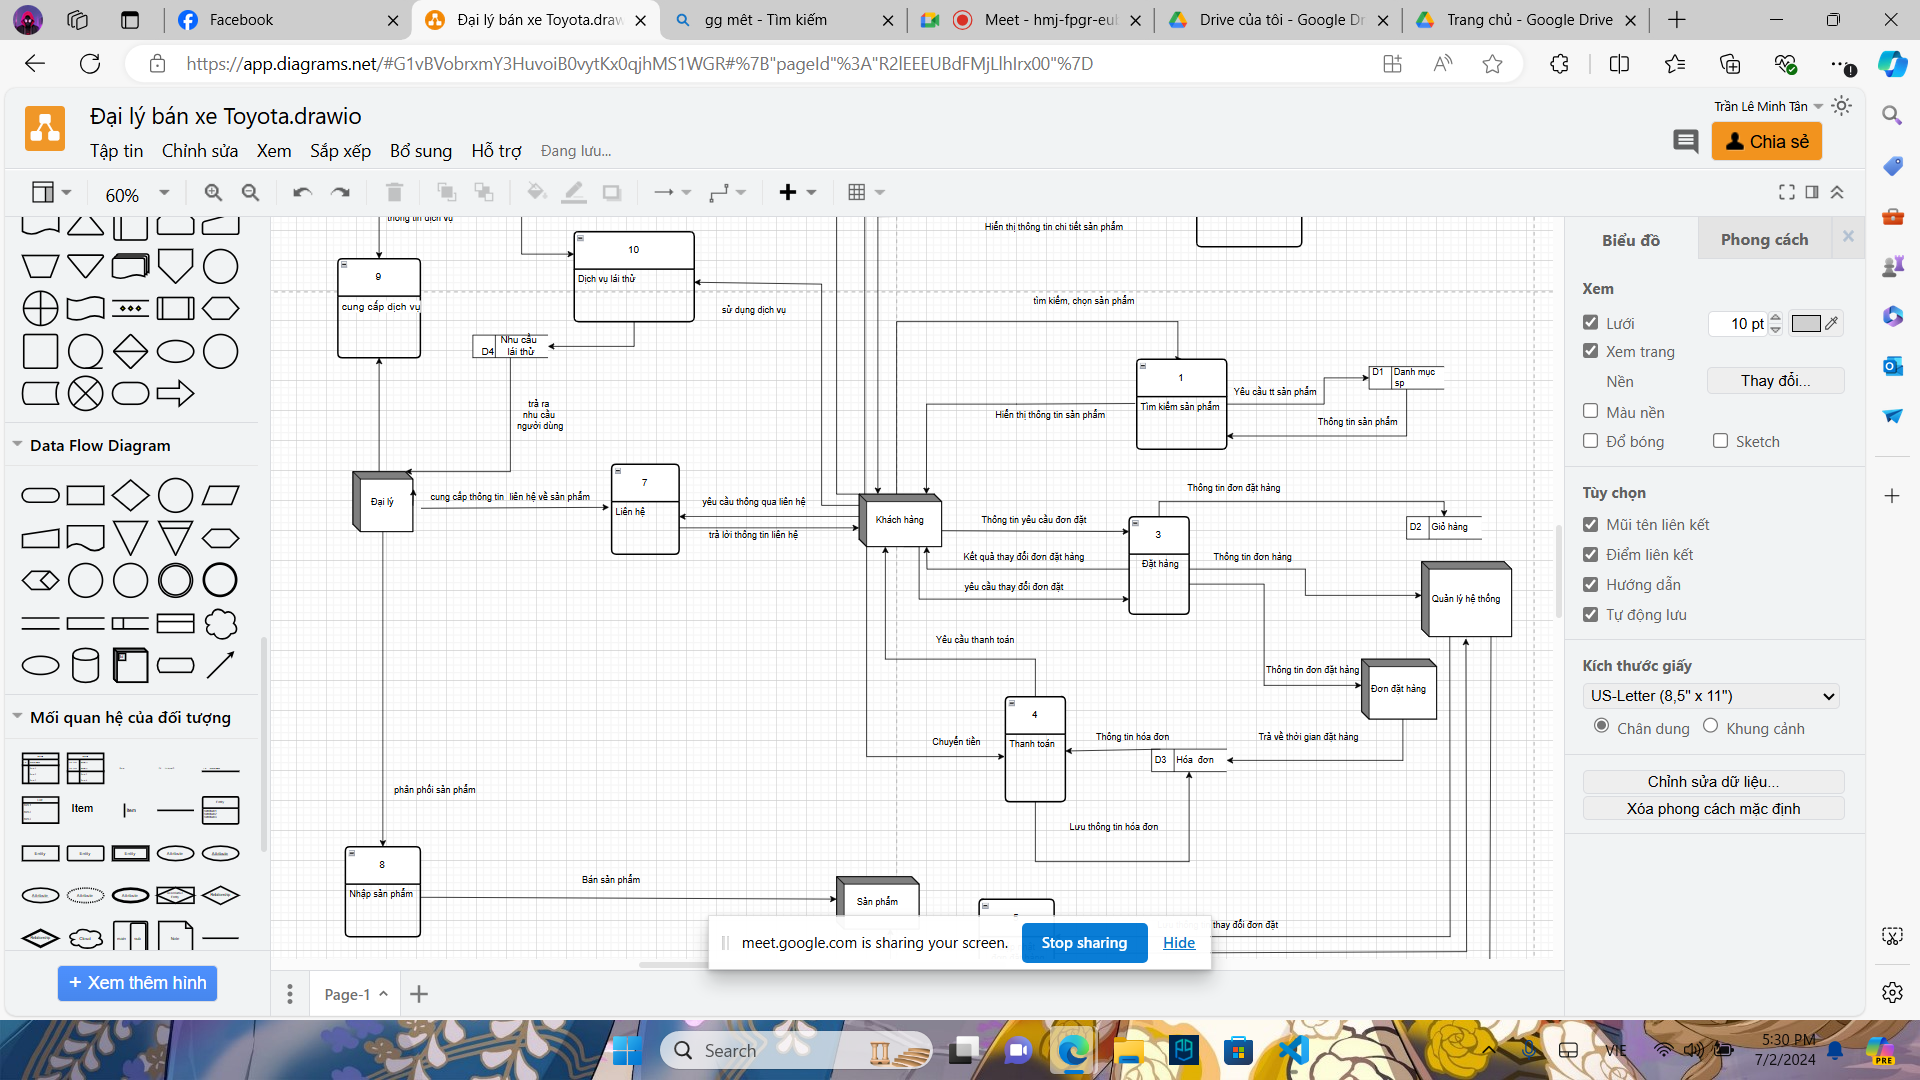 Facebook
Đại lý bán xe Toyota.draw
gg mêt - Tìm kiếm
Meet - hmj-fpgr-eul
Drive của tôi - Google Dr
Trang chủ - Google Drive
https://app.diagrams.net/#G1vBVobrxmY3HuvoiB0vytKx0qjhMS1WGR#%7B"pageId"%3A"R2lEEEUBdFMjLlhIrx00"%7D
Đại lý bán xe Toyota.drawio
Trần Lê Minh Tân
Tập tin
Chỉnh sửa
Xem
Sắp xếp
Bổ sung
Hỗ trợ
Đang lưu...
Chia sẻ
60%
Data Flow Diagram
Mối quan hệ của đối tượng
Item
Entity
Entity
Entity
Attribute
Attribute
+ Xem thêm hình
thông tin dịch vụ
9
cung cấp dịch vụ
10
Dịch vụ lái thử
sử dụng dịch vụ
D4
Nhu cầu
lái thử
trả ra
nhu cầu
người dùng
Hiển thị thông tin chi tiết sản phẩm
tìm kiếm, chọn sản phẩm
1
Tìm kiếm sản phẩm
Yêu cầu tt sản phẩm
D1
Danh mục
sp
Hiển thị thông tin sản phẩm
Thông tin sản phẩm
Đại lý
cung cấp thông tin liên hệ về sản phẩm
7
Liên hệ
yêu cầu thông qua liên hệ
trả lời thông tin liên hệ
Khách hàng
Thông tin đơn đặt hàng
Thông tin yêu cầu đơn đặt
3
Đặt hàng
D2
Giỏ hàng
Kết quả thay đổi đơn đặt hàng
Thông tin đơn hàng
yêu cầu thay đổi đơn đặt
Quản lý hệ thống
Yêu cầu thanh toán
Thông tin đơn đặt hàng
Đơn đặt hàng
4
Thanh toán
Chuyển tiền
Thông tin hóa đơn
Trả về thời gian đặt hàng
D3
Hóa đơn
phân phối sản phẩm
Lưu thông tin hóa đơn
8
Nhập sản phẩm
Bán sản phẩm
Sản phẩm
thay đổi đơn đặt
meet.google.com is sharing your screen.
Stop sharing
Hide
Page-1
Biểu đồ
Phong cách
Xem
Lưới
10 pt
Xem trang
Nền
Thay đổi...
Màu nền
Đổ bóng
Sketch
Tùy chọn
Mũi tên liên kết
Điểm liên kết
Hướng dẫn
Tự động lưu
Kích thước giấy
US-Letter (8,5" x 11")
Chân dung
Khung cảnh
Chỉnh sửa dữ liệu...
Xóa phong cách mặc định
Search
VIE
5:30 PM
7/2/2024
PRE